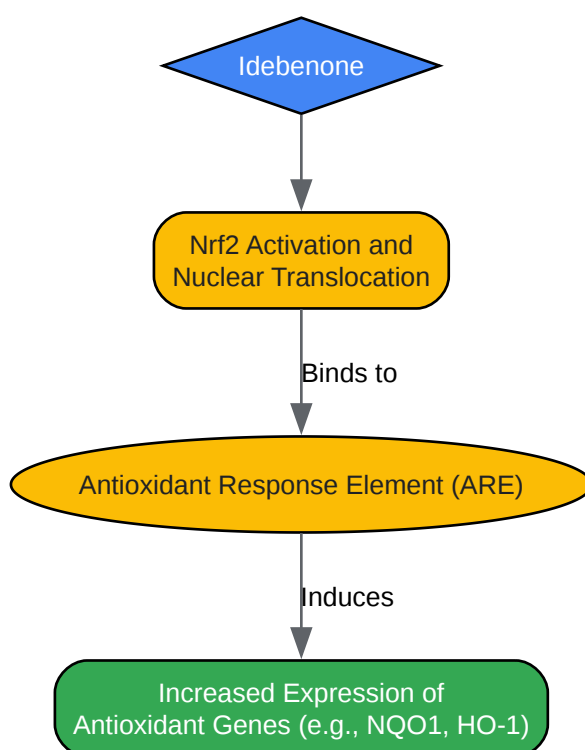 Idebenone
Nrf2 Activation and
Nuclear Translocation
Binds to
Antioxidant Response Element (ARE)
Induces
Increased Expression of
Antioxidant Genes (e.g., NQO1, HO-1)